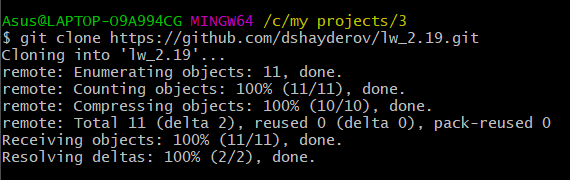 Asus@LAPTOP-O9A994CG MINGW64 /c/my projects/3
$ git clone https://github.com/dshayderov/lw_2.19.git
Cloning into 'lw_2.19'...
remote: Enumerating objects: 11, done.
remote: Counting objects: 100% (11/11), done.
remote: Compressing objects: 100% (10/10), done.
remote: Total 11 (delta 2), reused 0 (delta 0), pack-reused 0
Receiving objects: 100% (11/11), done.
Resolving deltas: 100% (2/2), done.